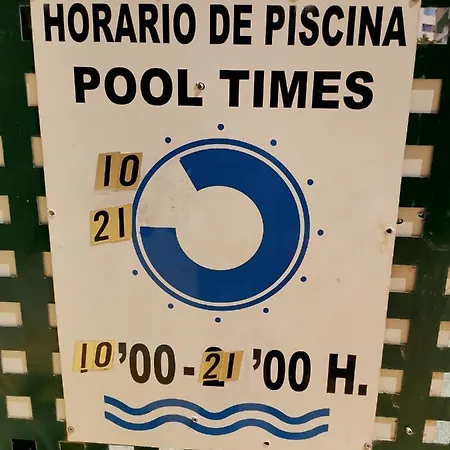 HORARIO DE PISCINA
POOL TIMES
10
21
10'00-21'00 H.